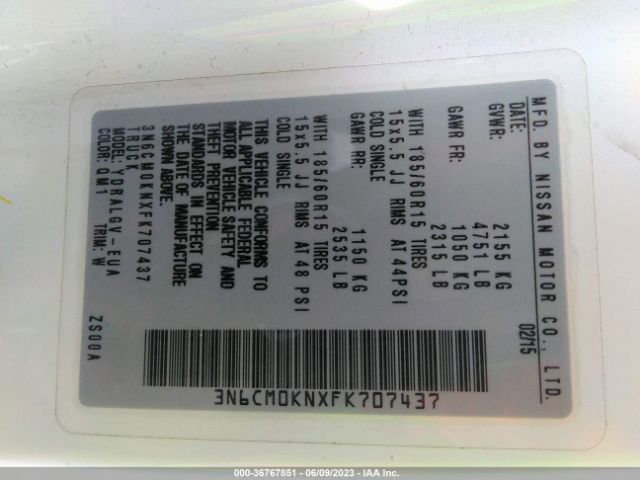 MFD. BY NISSAN MOTOR CO., LTD.
DATE: 02/15
GVWR: 2155 KG
4751 LB
GAWR FR: 1050 KG
2315 LB
WITH 185/60R15 TIRES
15x5.5 JJ RIMS AT 44PSI
COLD SINGLE
GAWR RR: 1150 KG
2535 LB
WITH 185/60R15 TIRES
15x5.5 JJ RIMS AT 48 PSI
COLD SINGLE
THIS VEHICLE CONFORMS TO
ALL APPLICABLE FEDERAL
MOTOR VEHICLE SAFETY AND
THEFT PREVENTION
STANDARDS IN EFFECT ON
THE DATE OF MANUFACTURE
SHOWN ABOVE.
3N6CM0KNXFK707437
TRUCK
YDRALGV-EUA
COLOR: QM1 TRIM: W
ZS00A
3N6CM0KNXFK707437
000-36767851 - 06/09/2023 - IAA Inc.